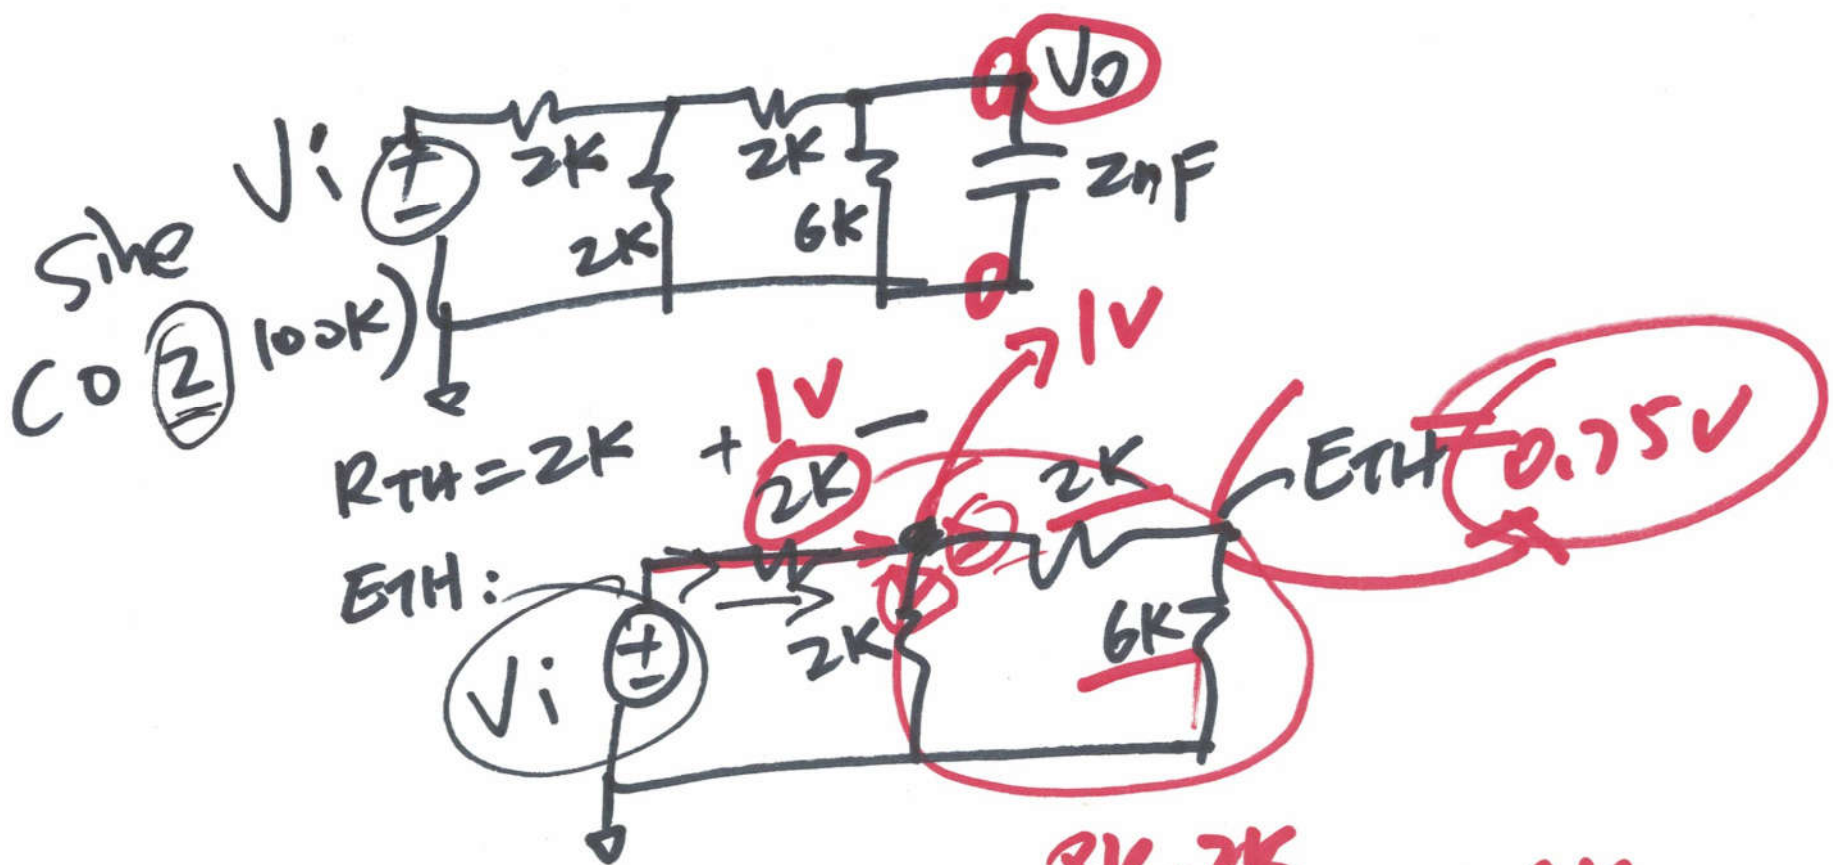 Vo
Vi + - 2K 2K 2K 6K 2nF
Sine
(0 2 100K)
1V
1V
RTH = 2K + 2K - 2K ETH = 0.75V
ETH:
Vi + - 2K 6K